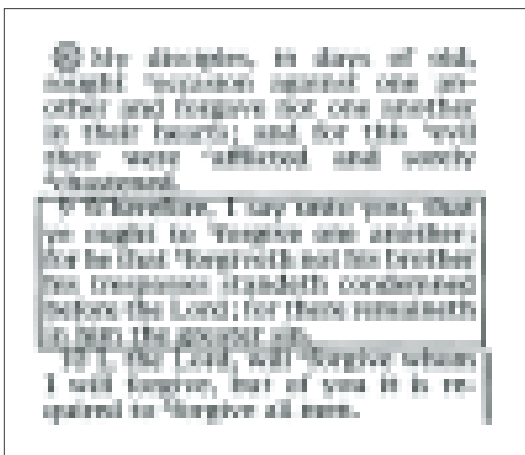 My disciples, in days of old,
sought occasion against one an-
other and forgave not one another
in their hearts; and for this evil
they were afflicted and sorely
chastened.
9 Wherefore, I say unto you, that
ye ought to forgive one another;
for he that forgiveth not his brother
his trespasses standeth condemned
before the Lord; for there remaineth
in him the greater sin.
10 I, the Lord, will forgive whom
I will forgive, but of you it is re-
quired to forgive all men.